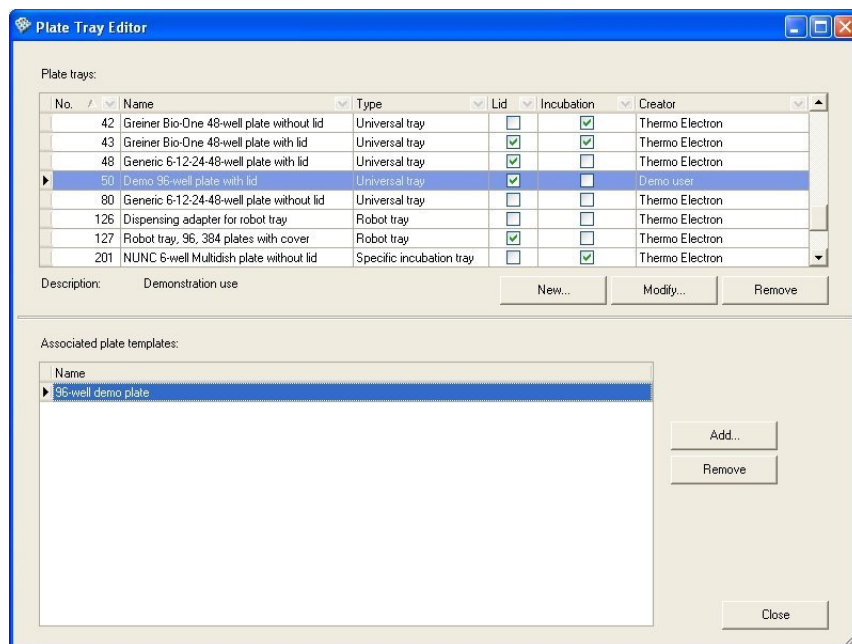 Plate Tray Editor
Plate trays:
No. Name Type Lid Incubation Creator
42 Greiner Bio-One 48-well plate without lid Universal tray Thermo Electron
43 Greiner Bio-One 48-well plate with lid Universal tray Thermo Electron
48 Generic 6-12-24-48-well plate with lid Universal tray Thermo Electron
50 Demo 96-well plate with lid Universal tray Demo user
80 Generic 6-12-24-48-well plate without lid Universal tray Thermo Electron
126 Dispensing adapter for robot tray Robot tray Thermo Electron
127 Robot tray, 96, 384 plates with cover Robot tray Thermo Electron
201 NUNC 6-well Multidish plate without lid Specific incubation tray Thermo Electron
Description: Demonstration use
New... Modify... Remove
Associated plate templates:
Name
96-well demo plate
Add...
Remove
Close